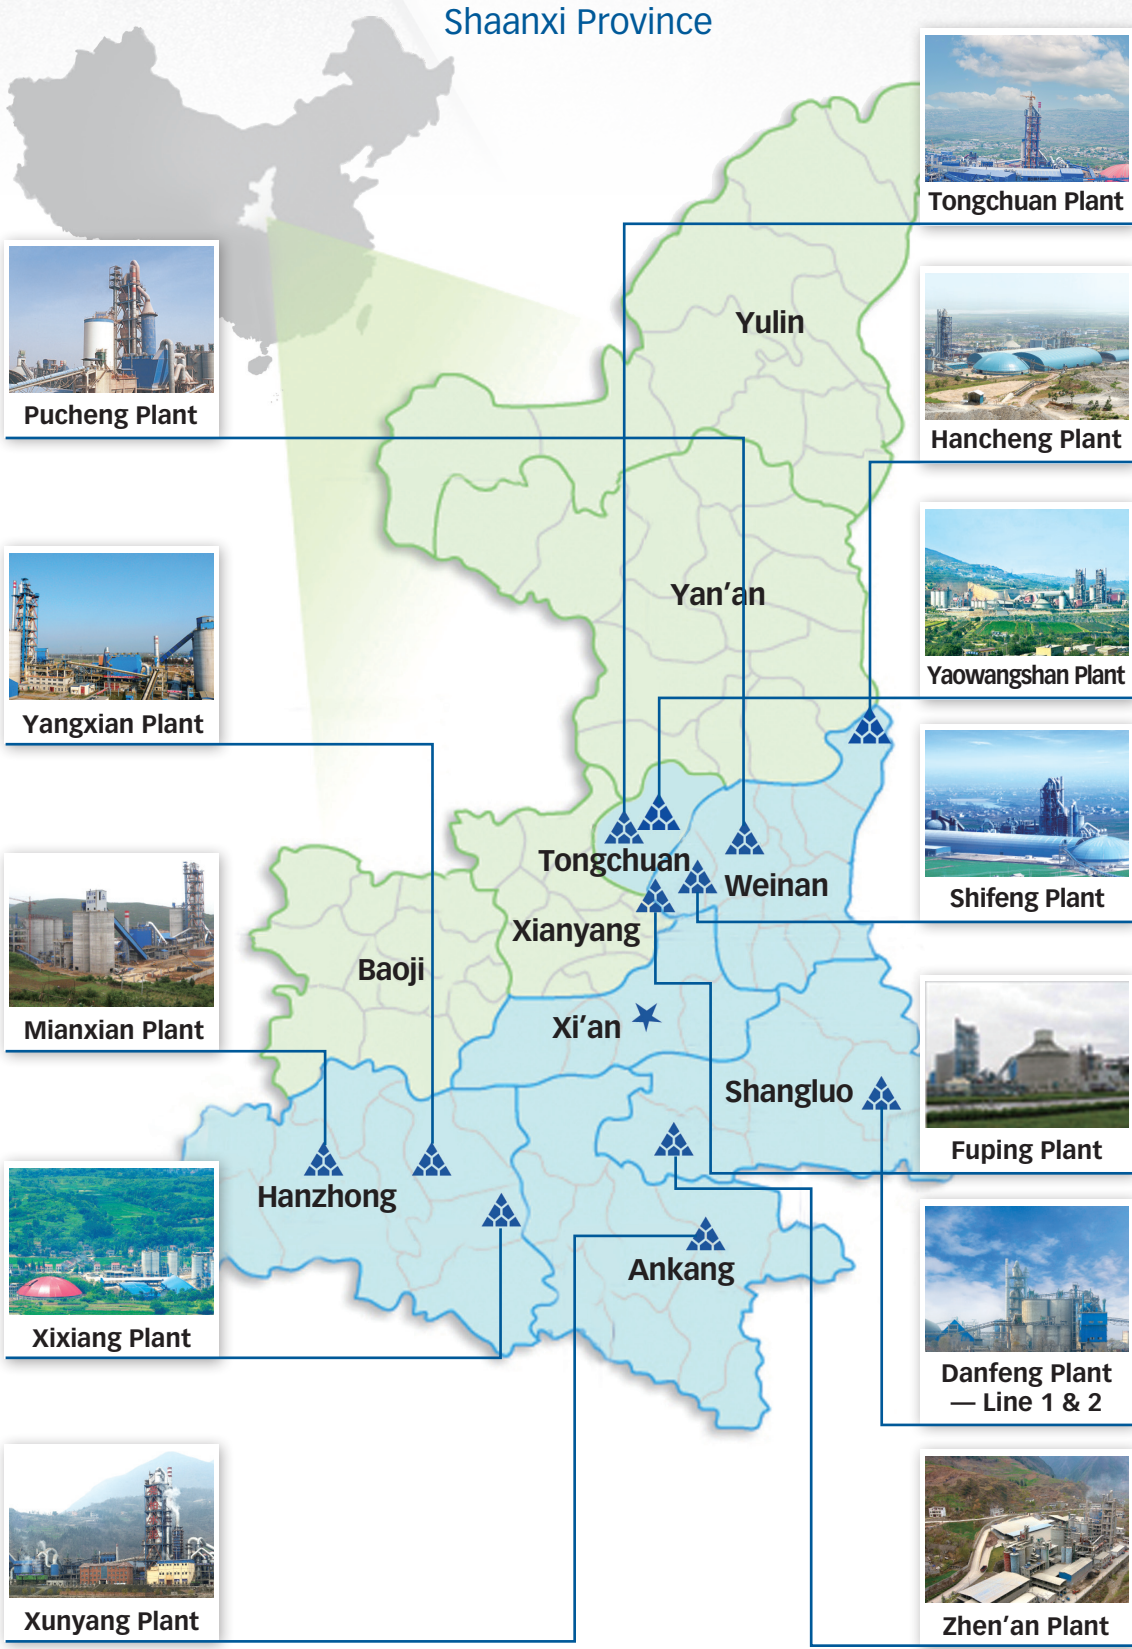 Shaanxi Province
Tongchuan Plant
Yulin
Pucheng Plant
Hancheng Plant
Yan’an
Yaowangshan Plant
Yangxian Plant
Tongchuan
Weinan
Shifeng Plant
Xianyang
Baoji
Mianxian Plant
Xi’an
Shangluo
Fuping Plant
Hanzhong
Ankang
Xixiang Plant
Danfeng Plant
— Line 1 & 2
Xunyang Plant
Zhen’an Plant